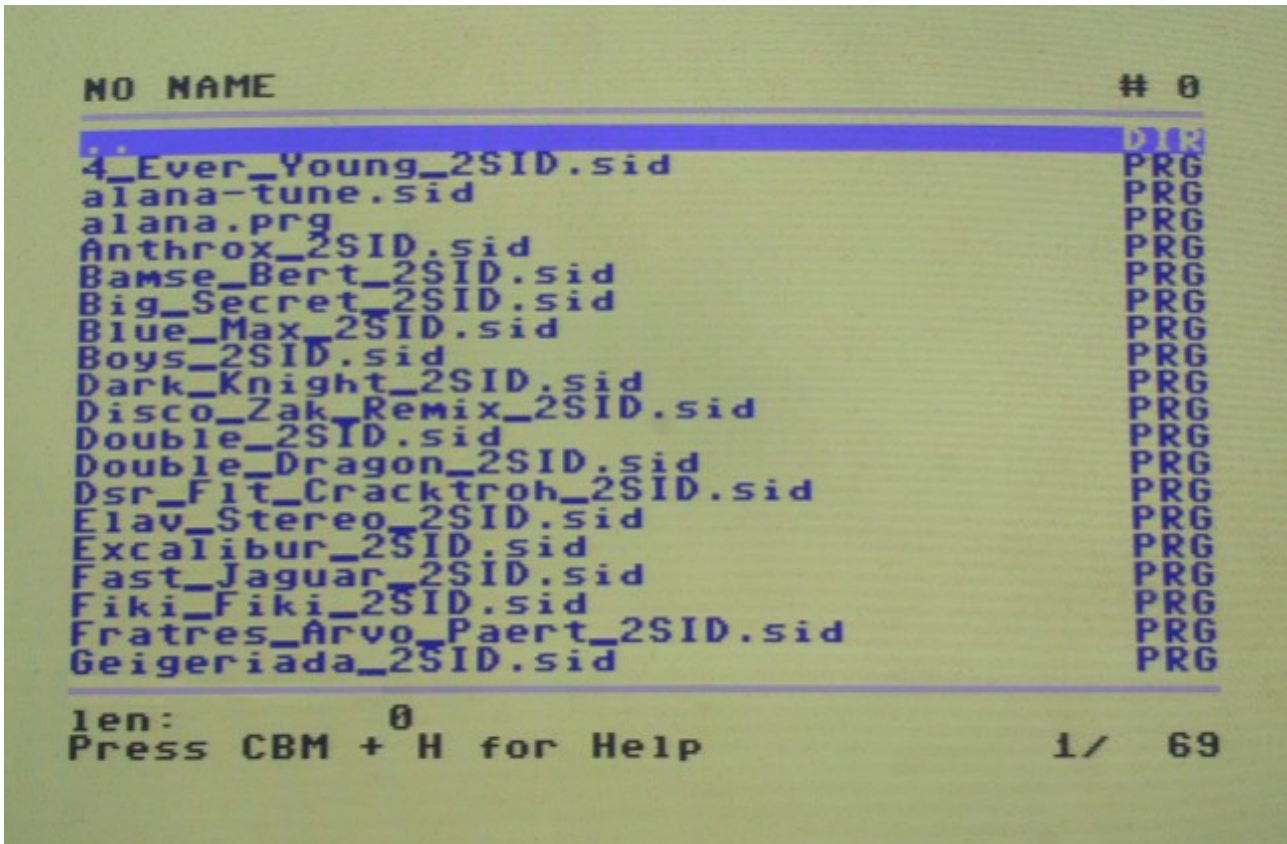 NO NAME # 0
.. DIR
4_Ever_Young_2SID.sid PRG
alana-tune.sid PRG
alana.prg PRG
Anthrox_2SID.sid PRG
Bamse_Bert_2SID.sid PRG
Big_Secret_2SID.sid PRG
Blue_Max_2SID.sid PRG
Boys_2SID.sid PRG
Dark_Knight_2SID.sid PRG
Disco_Zak_Remix_2SID.sid PRG
Double_2SID.sid PRG
Double_Dragon_2SID.sid PRG
Dsr_Flt_Cracktroh_2SID.sid PRG
Elav_Stereo_2SID.sid PRG
Excalibur_2SID.sid PRG
Fast_Jaguar_2SID.sid PRG
Fiki_Fiki_2SID.sid PRG
Fratres_Arvo_Paert_2SID.sid PRG
Geigeriada_2SID.sid PRG
len: 0
Press CBM + H for Help 1/ 69